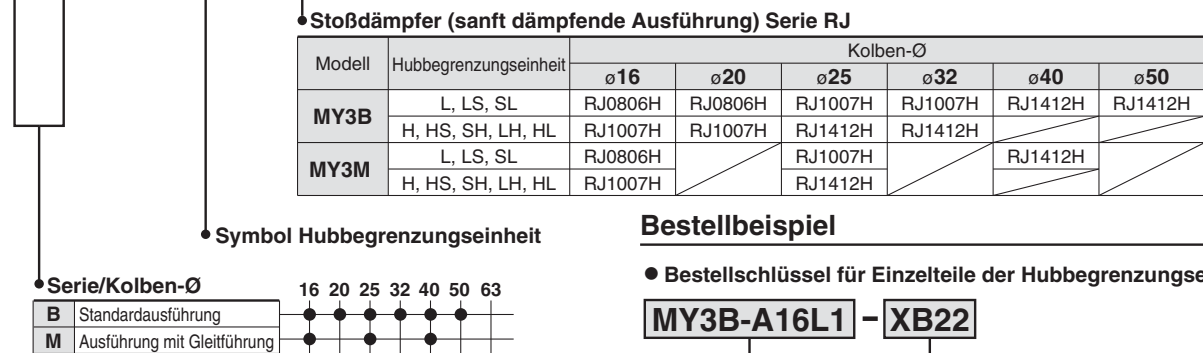 Stoßdämpfer (sanft dämpfende Ausführung) Serie RJ
Modell Hubbegrenzungseinheit Kolben-Ø
ø16 ø20 ø25 ø32 ø40 ø50
MY3B L, LS, SL RJ0806H RJ0806H RJ1007H RJ1007H RJ1412H RJ1412H
H, HS, SH, LH, HL RJ1007H RJ1007H RJ1412H RJ1412H
MY3M L, LS, SL RJ0806H RJ1007H RJ1412H
H, HS, SH, LH, HL RJ1007H RJ1412H
Symbol Hubbegrenzungseinheit
Bestellbeispiel
Serie/Kolben-Ø 16 20 25 32 40 50 63
B Standardausführung
M Ausführung mit Gleitführung
Bestellschlüssel für Einzelteile der Hubbegrenzungse
MY3B-A16L1 – XB22